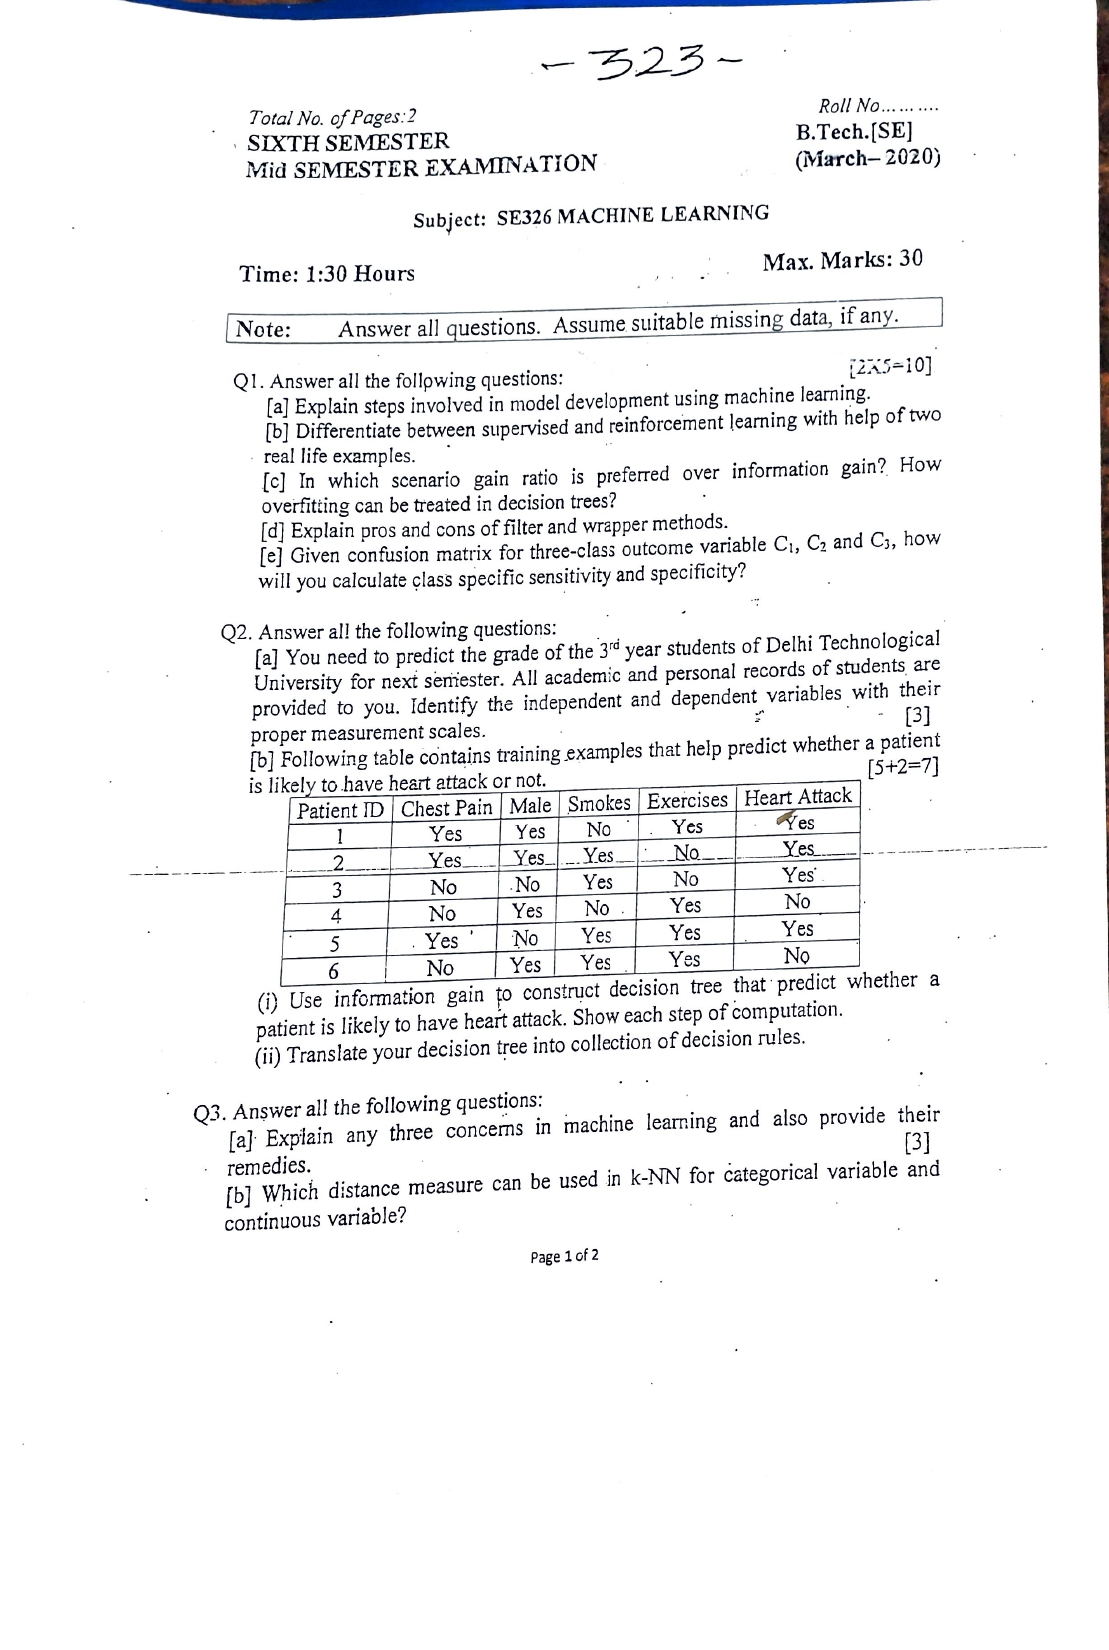 - 323 -
Total No. of Pages:2
Roll No..........
SIXTH SEMESTER
B.Tech.[SE]
Mid SEMESTER EXAMINATION
(March– 2020)
Subject: SE326 MACHINE LEARNING
Time: 1:30 Hours
Max. Marks: 30
Note: Answer all questions. Assume suitable missing data, if any.
Q1. Answer all the following questions: [2X5=10]
[a] Explain steps involved in model development using machine learning.
[b] Differentiate between supervised and reinforcement learning with help of two
real life examples.
[c] In which scenario gain ratio is preferred over information gain? How
overfitting can be treated in decision trees?
[d] Explain pros and cons of filter and wrapper methods.
[e] Given confusion matrix for three-class outcome variable C₁, C₂ and C₃, how
will you calculate class specific sensitivity and specificity?
Q2. Answer all the following questions:
[a] You need to predict the grade of the 3rd year students of Delhi Technological
University for next semester. All academic and personal records of students are
provided to you. Identify the independent and dependent variables with their
proper measurement scales. [3]
[b] Following table contains training examples that help predict whether a patient
is likely to have heart attack or not. [5+2=7]
Patient ID Chest Pain Male Smokes Exercises Heart Attack
1 Yes Yes No Yes Yes
2 Yes Yes Yes No Yes
3 No No Yes No Yes
4 No Yes No Yes No
5 Yes No Yes Yes Yes
6 No Yes Yes Yes No
(i) Use information gain to construct decision tree that predict whether a
patient is likely to have heart attack. Show each step of computation.
(ii) Translate your decision tree into collection of decision rules.
Q3. Answer all the following questions:
[a] Explain any three concerns in machine learning and also provide their
remedies. [3]
[b] Which distance measure can be used in k-NN for categorical variable and
continuous variable?
Page 1 of 2